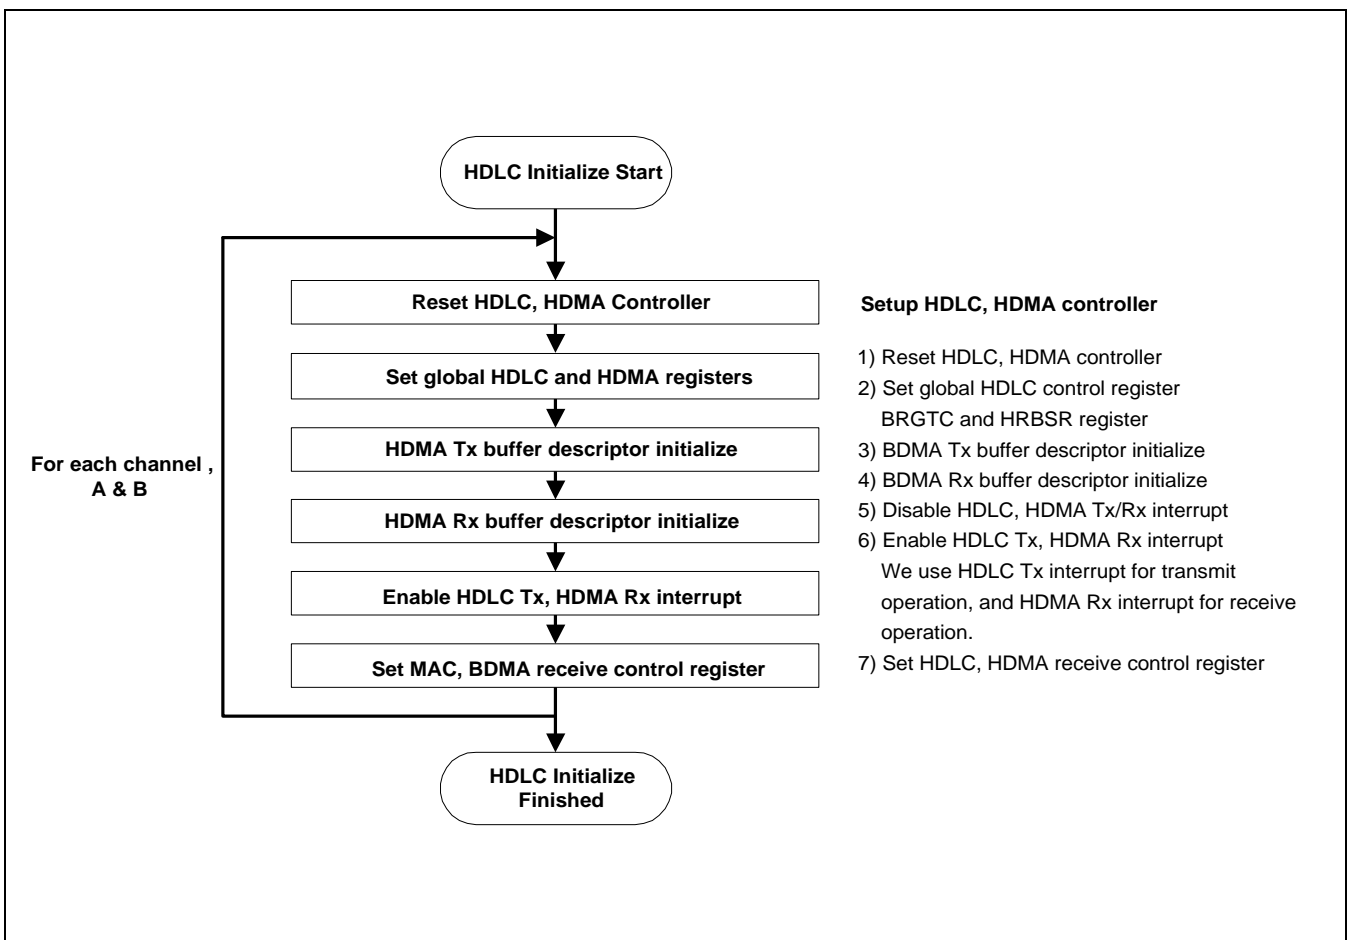 HDLC Initialize Start
Reset HDLC, HDMA Controller
Set global HDLC and HDMA registers
HDMA Tx buffer descriptor initialize
HDMA Rx buffer descriptor initialize
Enable HDLC Tx, HDMA Rx interrupt
Set MAC, BDMA receive control register
HDLC Initialize
Finished
For each channel ,
A & B
Setup HDLC, HDMA controller
1) Reset HDLC, HDMA controller
2) Set global HDLC control register
BRGTC and HRBSR register
3) BDMA Tx buffer descriptor initialize
4) BDMA Rx buffer descriptor initialize
5) Disable HDLC, HDMA Tx/Rx interrupt
6) Enable HDLC Tx, HDMA Rx interrupt
We use HDLC Tx interrupt for transmit
operation, and HDMA Rx interrupt for receive
operation.
7) Set HDLC, HDMA receive control register